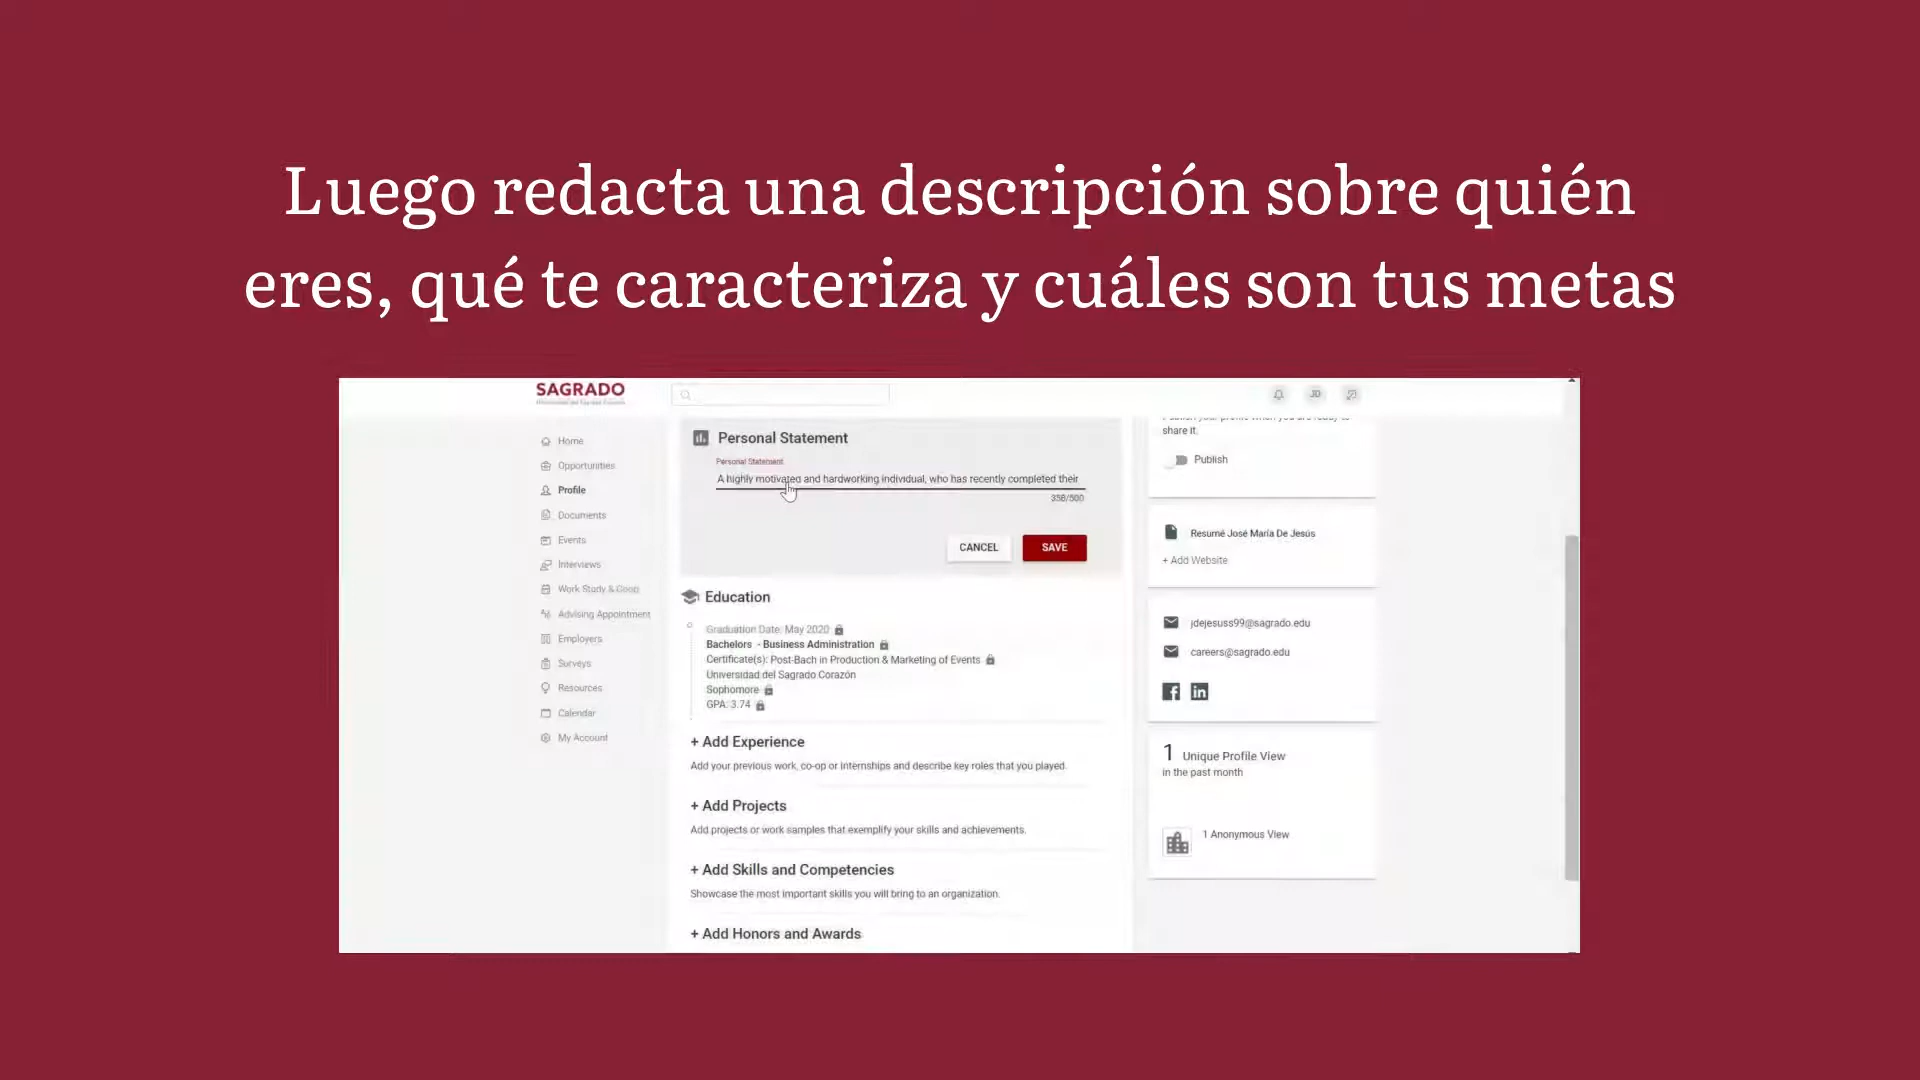 Luego redacta una descripción sobre quién
eres, qué te caracteriza y cuáles son tus metas
SAGRADO
Home
Opportunities
Profile
Documents
Events
Interviews
Work Study & Coop
Advising Appointment
Employers
Surveys
Resources
Calendar
My Account
Personal Statement
Personal Statement
A highly motivated and hardworking individual, who has recently completed their
358/500
CANCEL
SAVE
Education
Graduation Date: May 2020
Bachelors - Business Administration
Certificate(s): Post-Bach in Production & Marketing of Events
Universidad del Sagrado Corazón
Sophomore
GPA: 3.74
+ Add Experience
Add your previous work, co-op or internships and describe key roles that you played.
+ Add Projects
Add projects or work samples that exemplify your skills and achievements.
+ Add Skills and Competencies
Showcase the most important skills you will bring to an organization.
+ Add Honors and Awards
JD
share it.
Publish
Resumé José María De Jesús
+ Add Website
jdejesuss99@sagrado.edu
careers@sagrado.edu
1 Unique Profile View
in the past month
1 Anonymous View